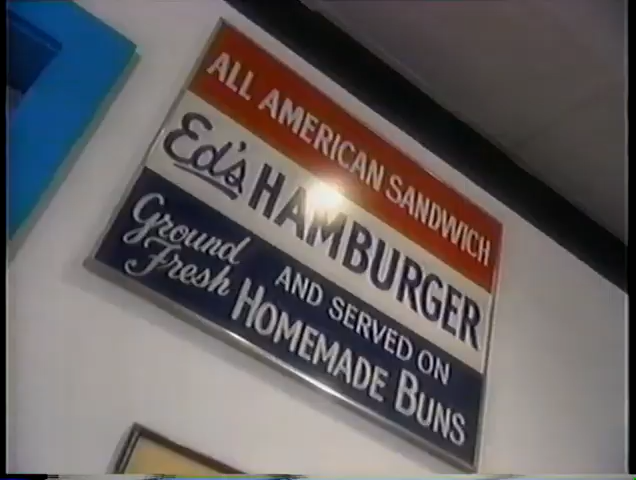 ALL AMERICAN SANDWICH
Ed's HAMBURGER
Ground Fresh AND SERVED ON
HOMEMADE BUNS